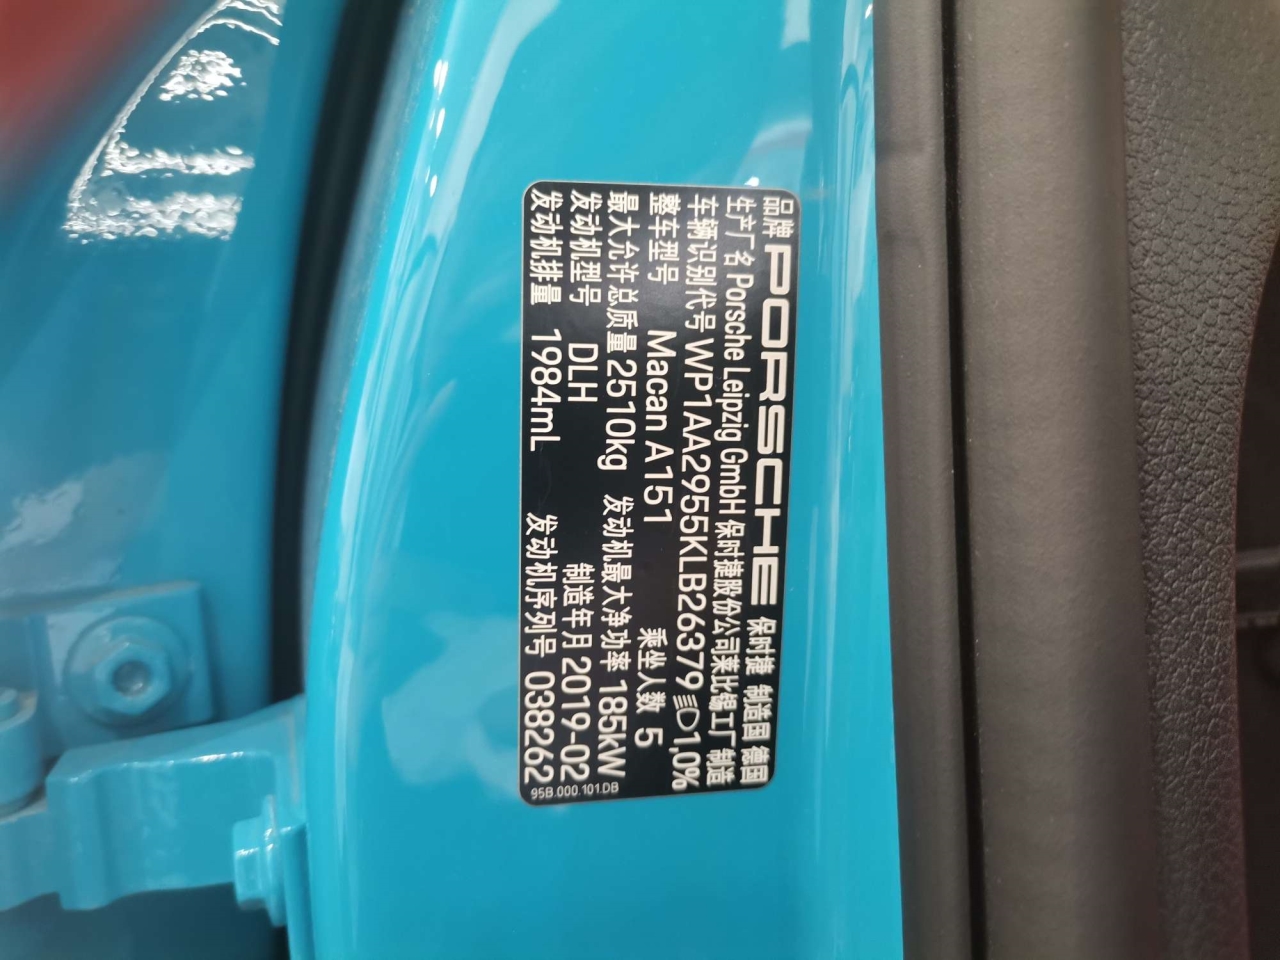 品牌 PORSCHE 保时捷 制造国 德国
生产厂名 Porsche Leipzig GmbH 保时捷股份公司莱比锡工厂 制造
车辆识别代号 WP1AA2955KLB26379 1,0%
整车型号 Macan A151 乘坐人数 5
最大允许总质量 2510kg 发动机最大净功率 185kW
发动机型号 DLH 制造年月 2019-02
发动机排量 1984mL 发动机序列号 038262
95B.000.101.DB